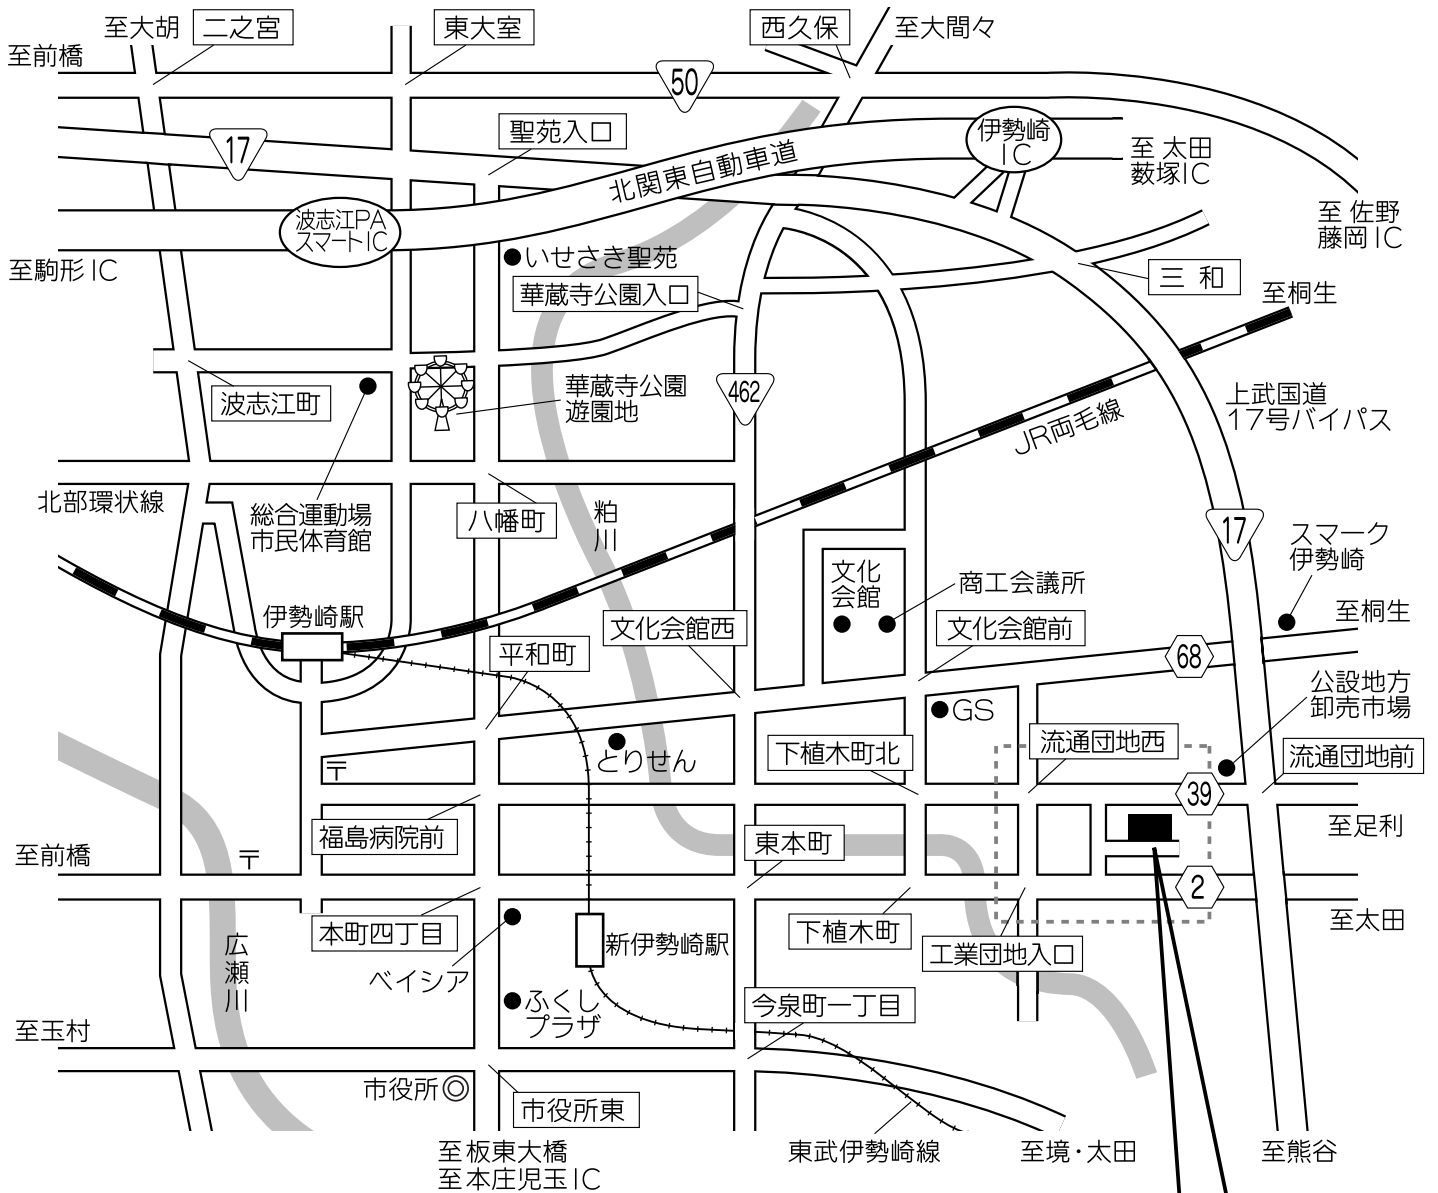 至大胡
二之宮
東大室
西久保
至大間々
至前橋
50
伊勢崎
IC
聖苑入口
17
至 太田
薮塚IC
北関東自動車道
波志江PA
スマートIC
至 佐野
藤岡IC
至駒形IC
いせさき聖苑
三 和
華蔵寺公園入口
至桐生
華蔵寺公園
遊園地
462
波志江町
上武国道
17号バイパス
JR両毛線
北部環状線
総合運動場
市民体育館
八幡町
粕
川
17
スマーク
伊勢崎
文化
会館
商工会議所
伊勢崎駅
至桐生
文化会館西
文化会館前
平和町
68
公設地方
卸売市場
GS
とりせん
下植木町北
流通団地西
流通団地前
〒
39
福島病院前
東本町
至足利
至前橋
〒
2
本町四丁目
下植木町
至太田
新伊勢崎駅
工業団地入口
広
瀬
川
ベイシア
ふくし
プラザ
今泉町一丁目
至玉村
市役所
市役所東
至板東大橋
至本庄児玉IC
東武伊勢崎線
至境・太田
至熊谷